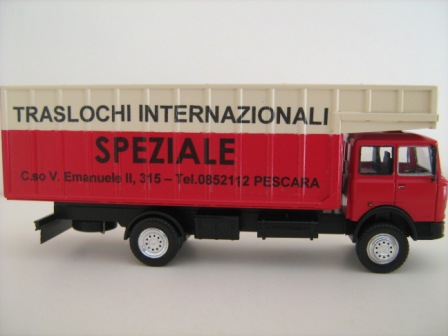 TRASLOCHI INTERNAZIONALI
SPEZIALE
C.so V. Emanuele II, 315 – Tel.0852112 PESCARA